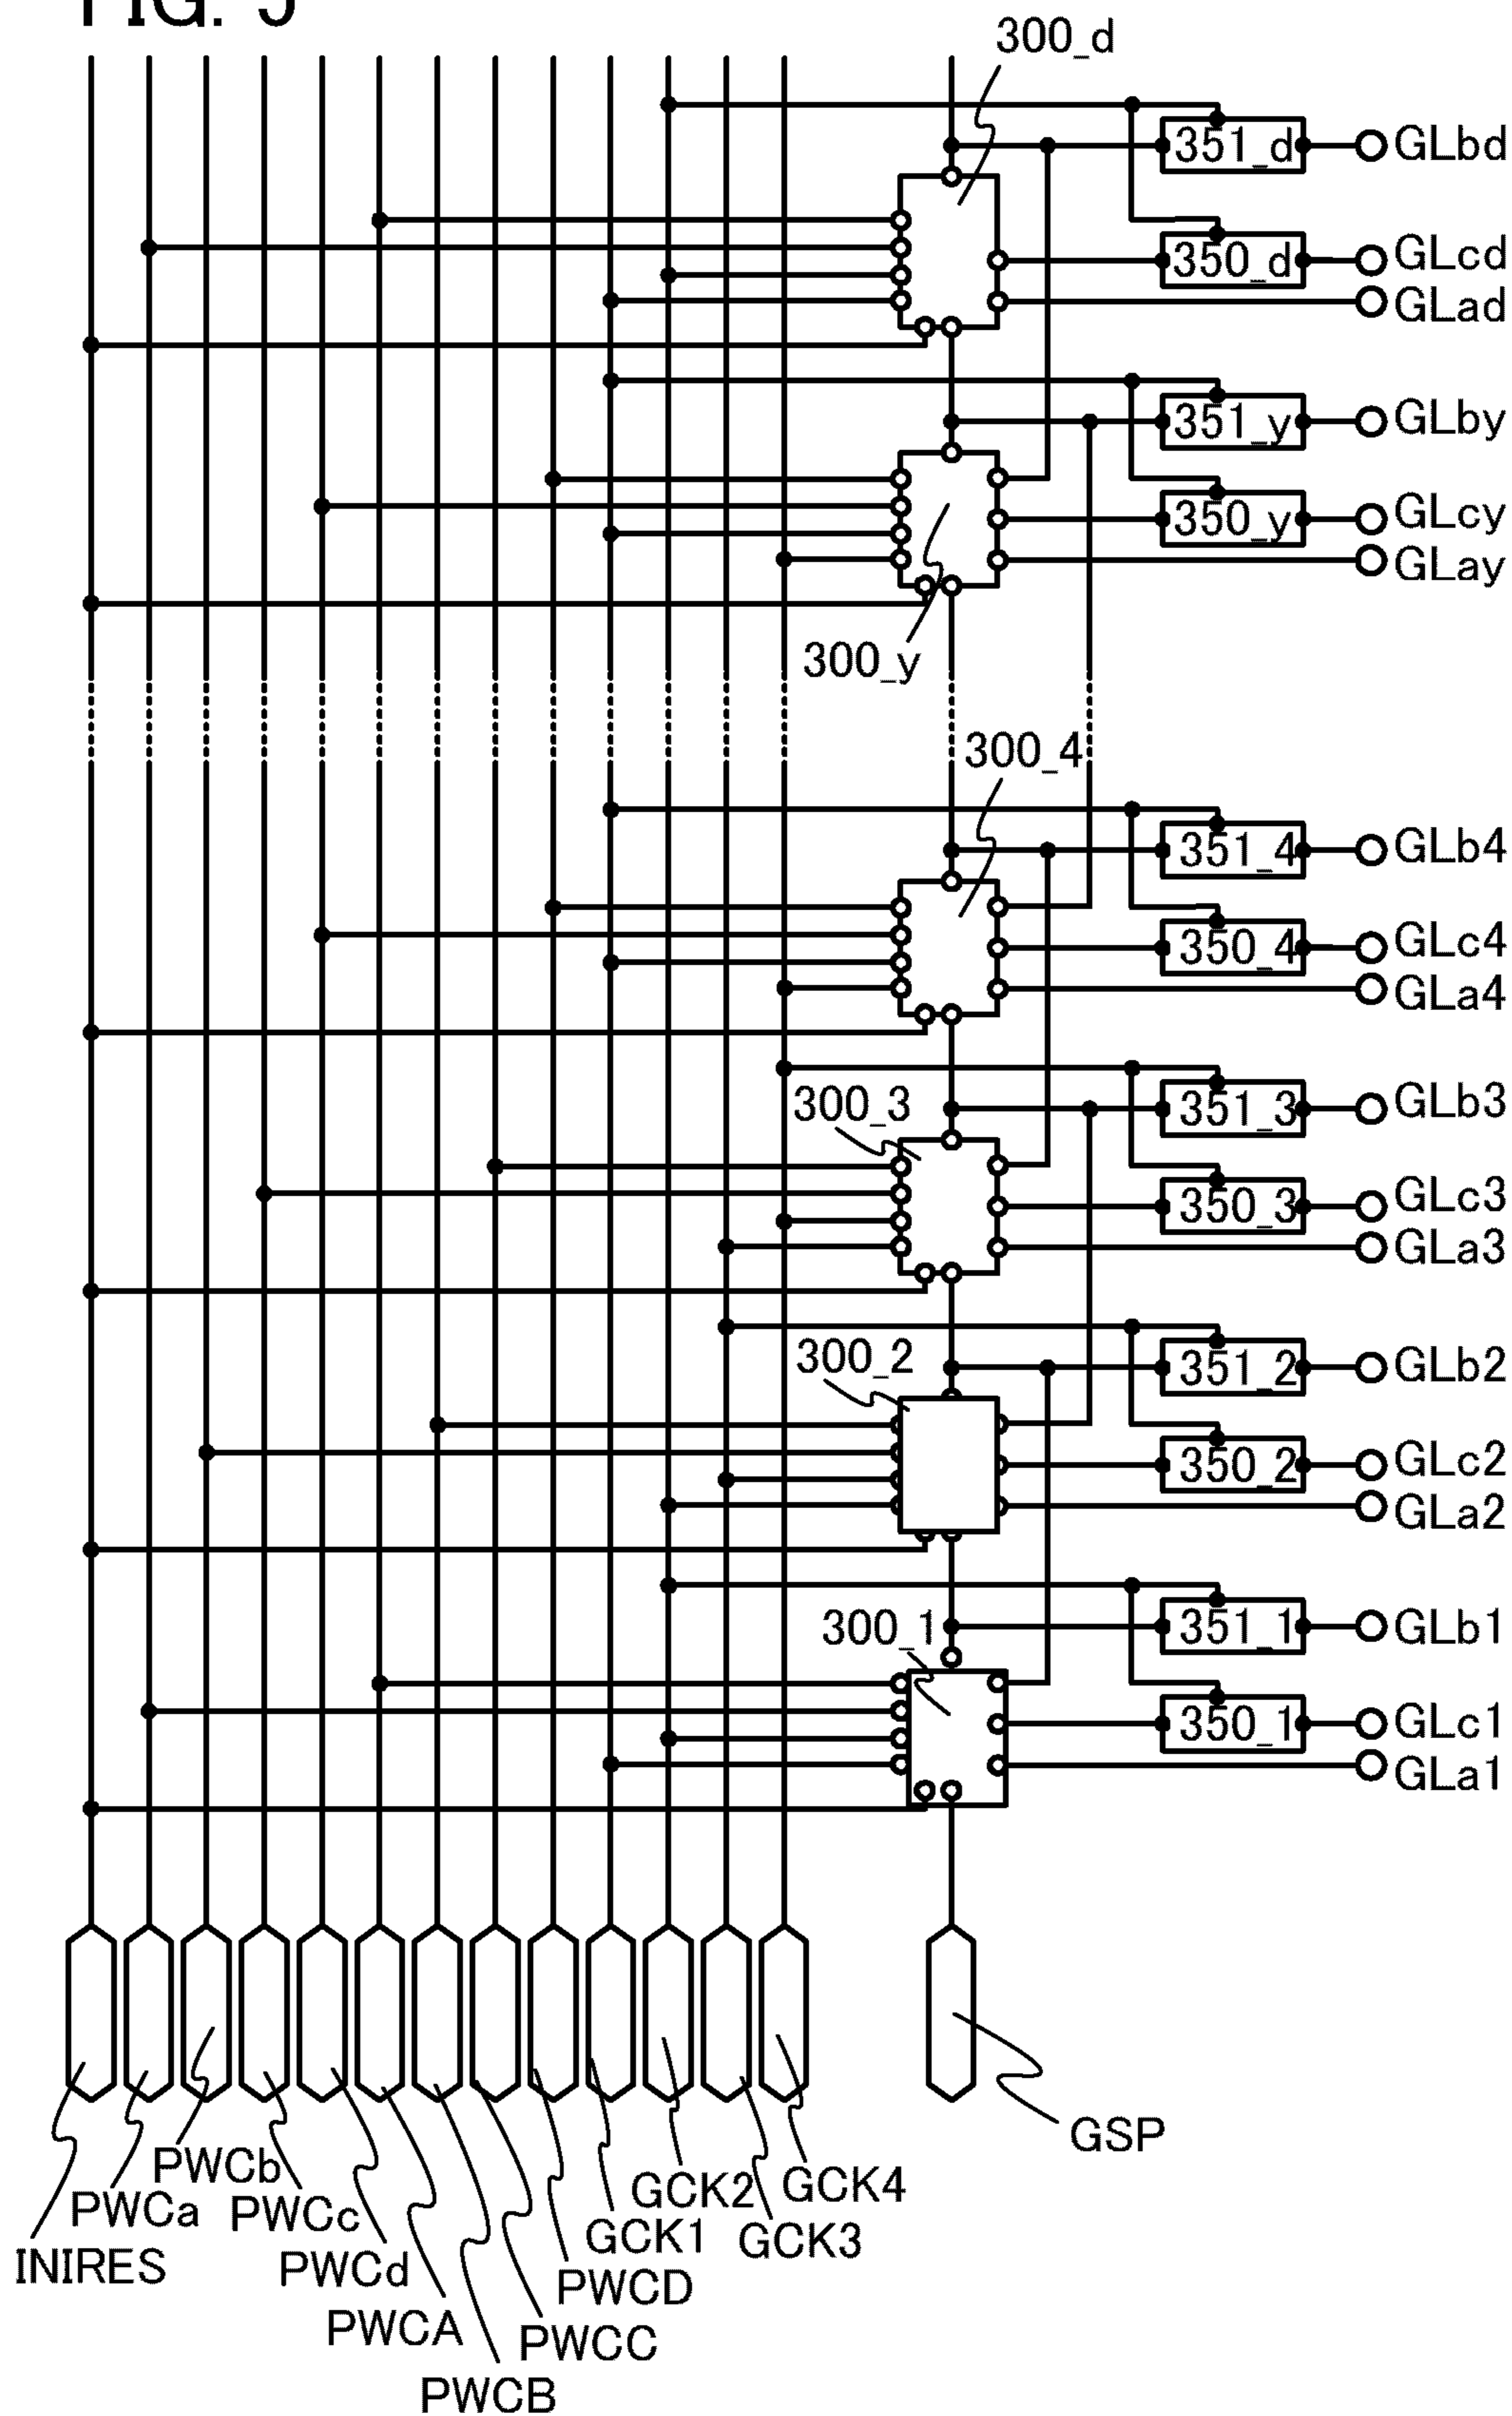 FIG. 5
300_d
351_d GLbd
350_d GLcd
GLad
351_y GLby
350_y GLcy
GLay
300_y
300_4
351_4 GLb4
350_4 GLc4
GLa4
300_3
351_3 GLb3
350_3 GLc3
GLa3
300_2
351_2 GLb2
350_2 GLc2
GLa2
300_1
351_1 GLb1
350_1 GLc1
GLa1
GSP
PWCb
GCK2
GCK4
PWCa
PWCc
GCK1
GCK3
INIRES
PWCd
PWCD
PWCA
PWCC
PWCB